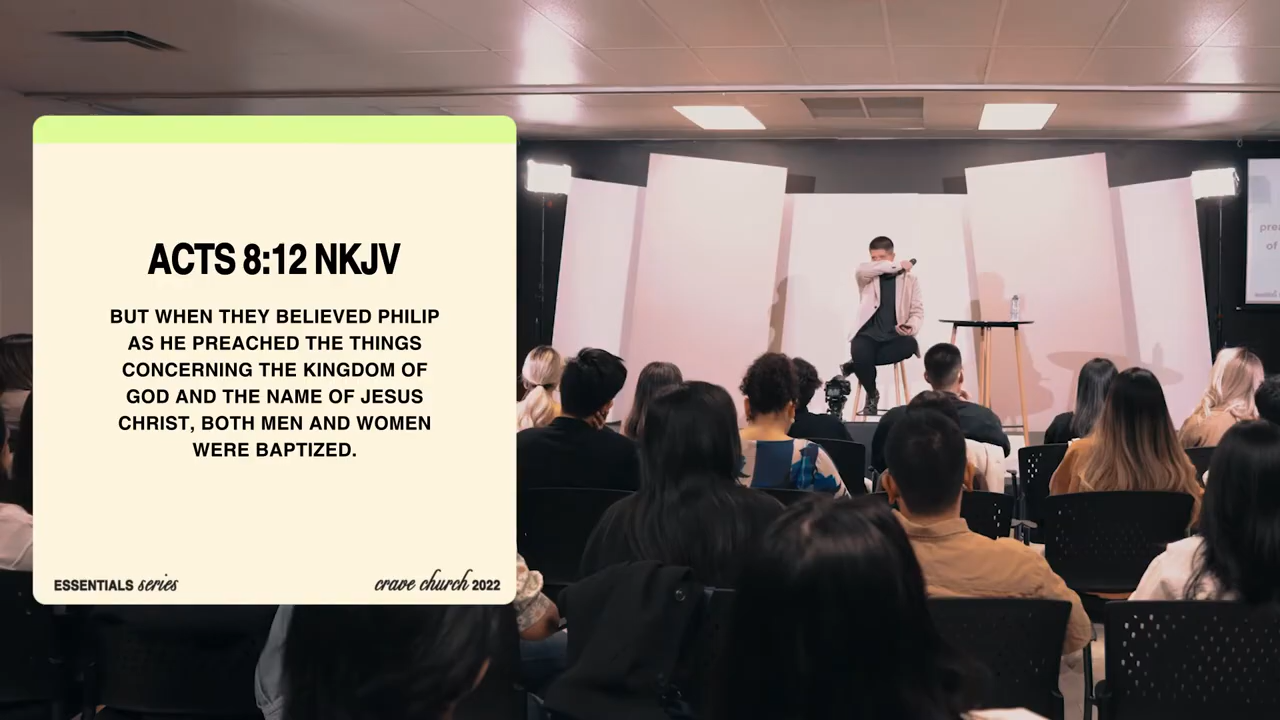 ACTS 8:12 NKJV
BUT WHEN THEY BELIEVED PHILIP
AS HE PREACHED THE THINGS
CONCERNING THE KINGDOM OF
GOD AND THE NAME OF JESUS
CHRIST, BOTH MEN AND WOMEN
WERE BAPTIZED.
ESSENTIALS series
crave church 2022
of